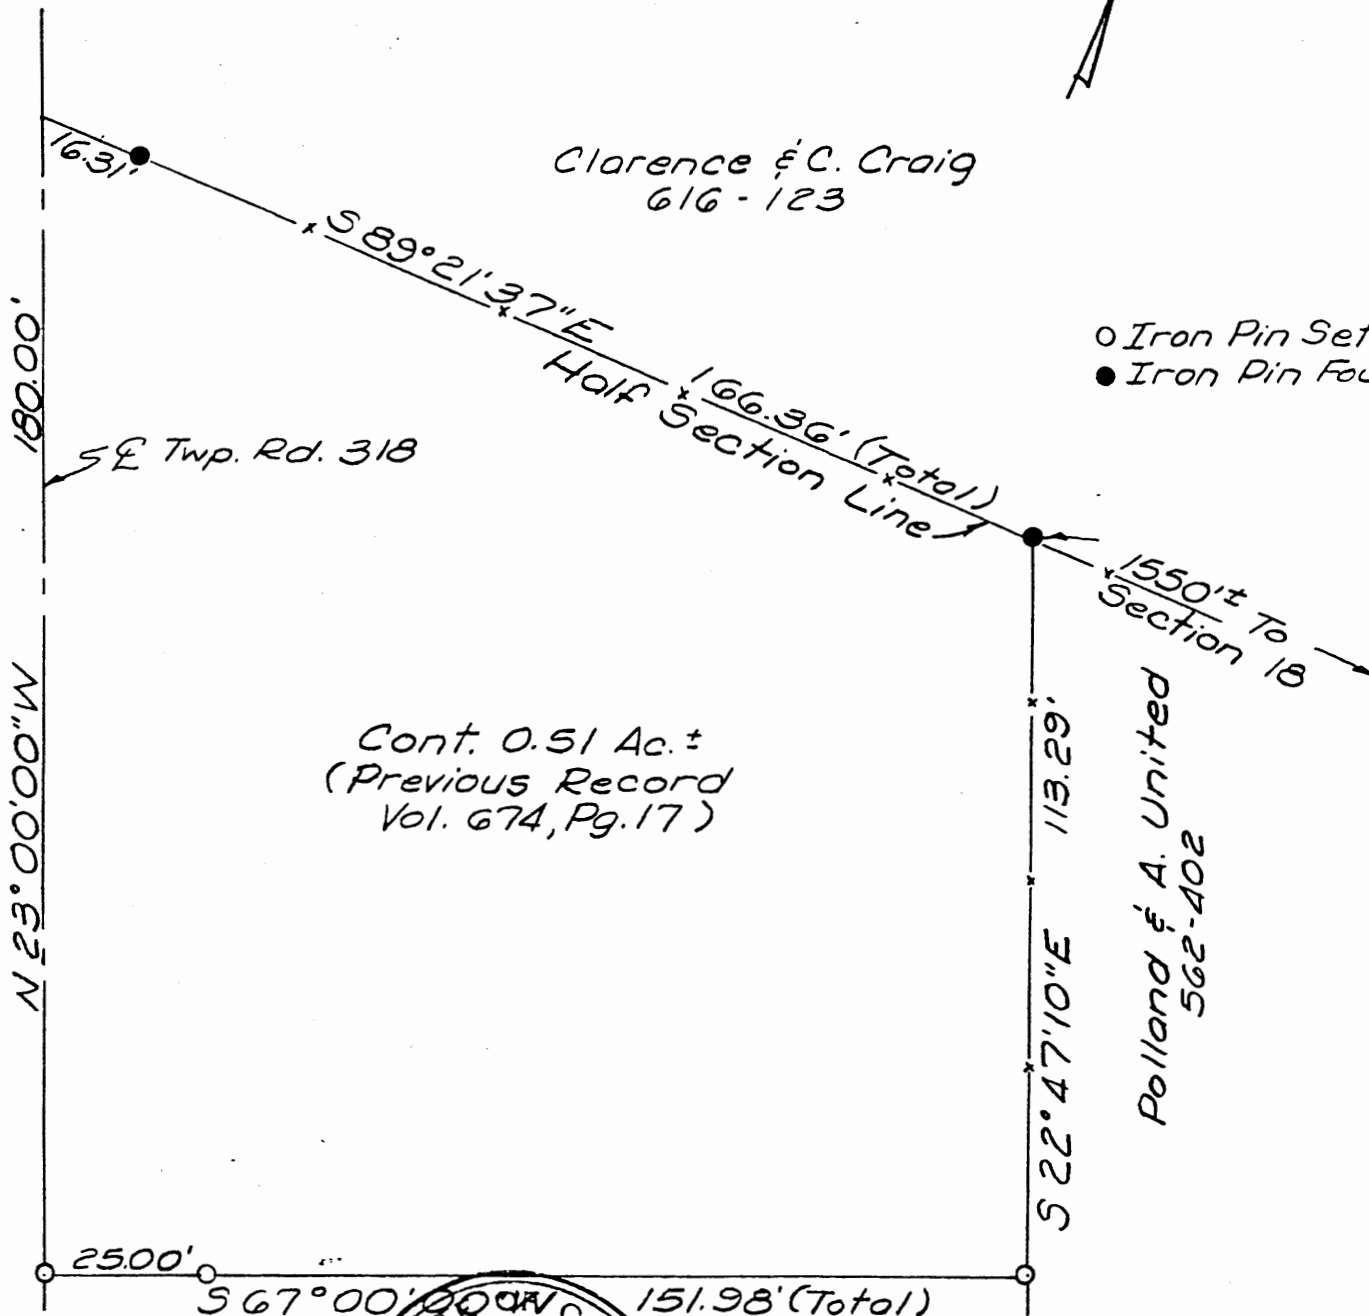 Clarence & C. Craig
616 - 123
16.31'
S 89° 21' 37" E
166.36' (Total)
Half Section Line
○ Iron Pin Set
● Iron Pin Fou
180.00'
℄ Twp. Rd. 318
1550'± To
Section 18
N 23° 00' 00" W
Cont. 0.51 Ac.±
(Previous Record
Vol. 674, Pg. 17)
113.29'
S 22° 47' 10" E
Polland & A. United
562-402
25.00'
S 67° 00' 00" W
151.98' (Total)